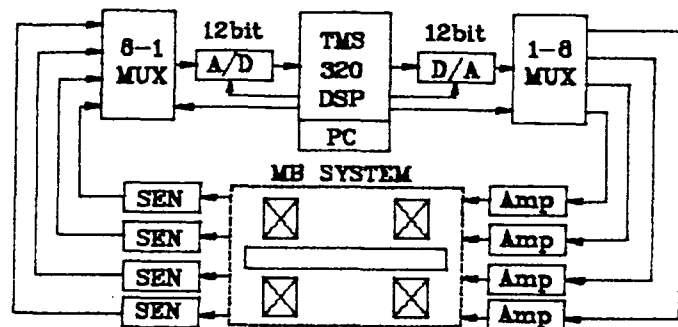 8-1
MUX
12bit
A/D
TMS
320
DSP
PC
12bit
D/A
1-8
MUX
MB SYSTEM
SEN
SEN
SEN
SEN
Amp
Amp
Amp
Amp